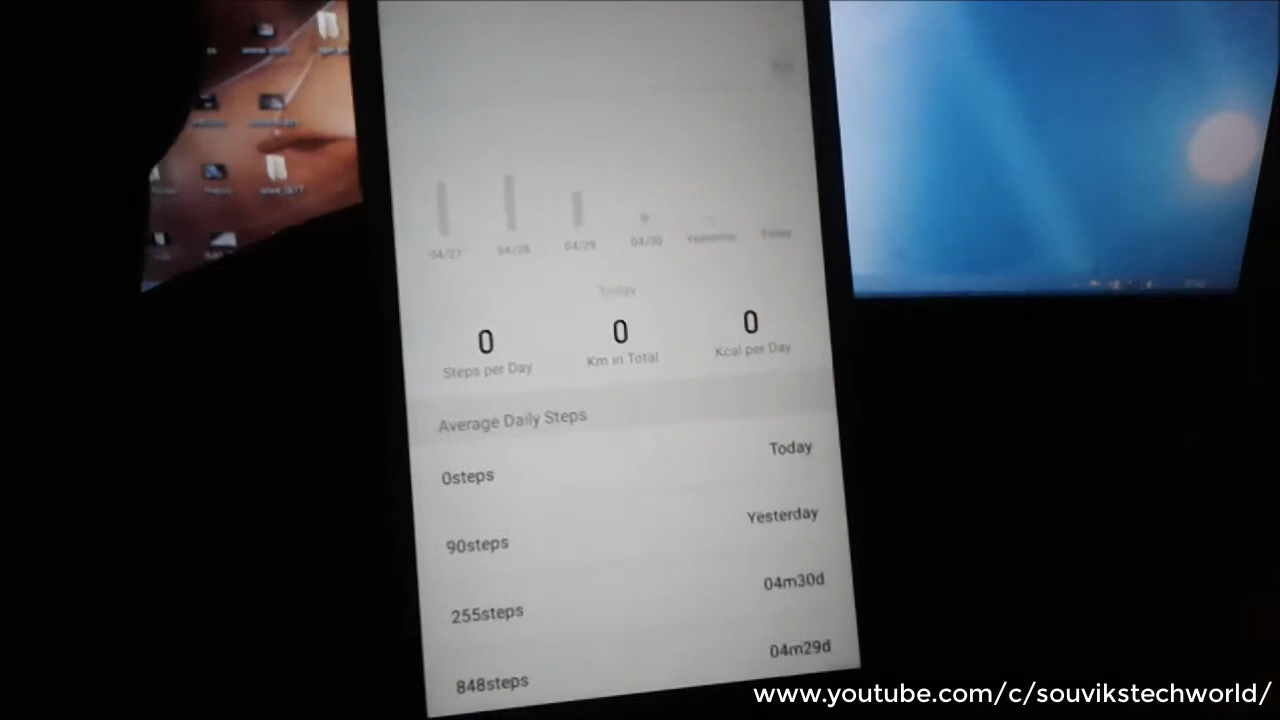 04/27 04/28 04/29 04/30 Yesterday Today
Today
0 0 0
Steps per Day Km in Total Kcal per Day
Average Daily Steps
0steps Today
90steps Yesterday
255steps 04m30d
848steps 04m29d
www.youtube.com/c/souvikstechworld/